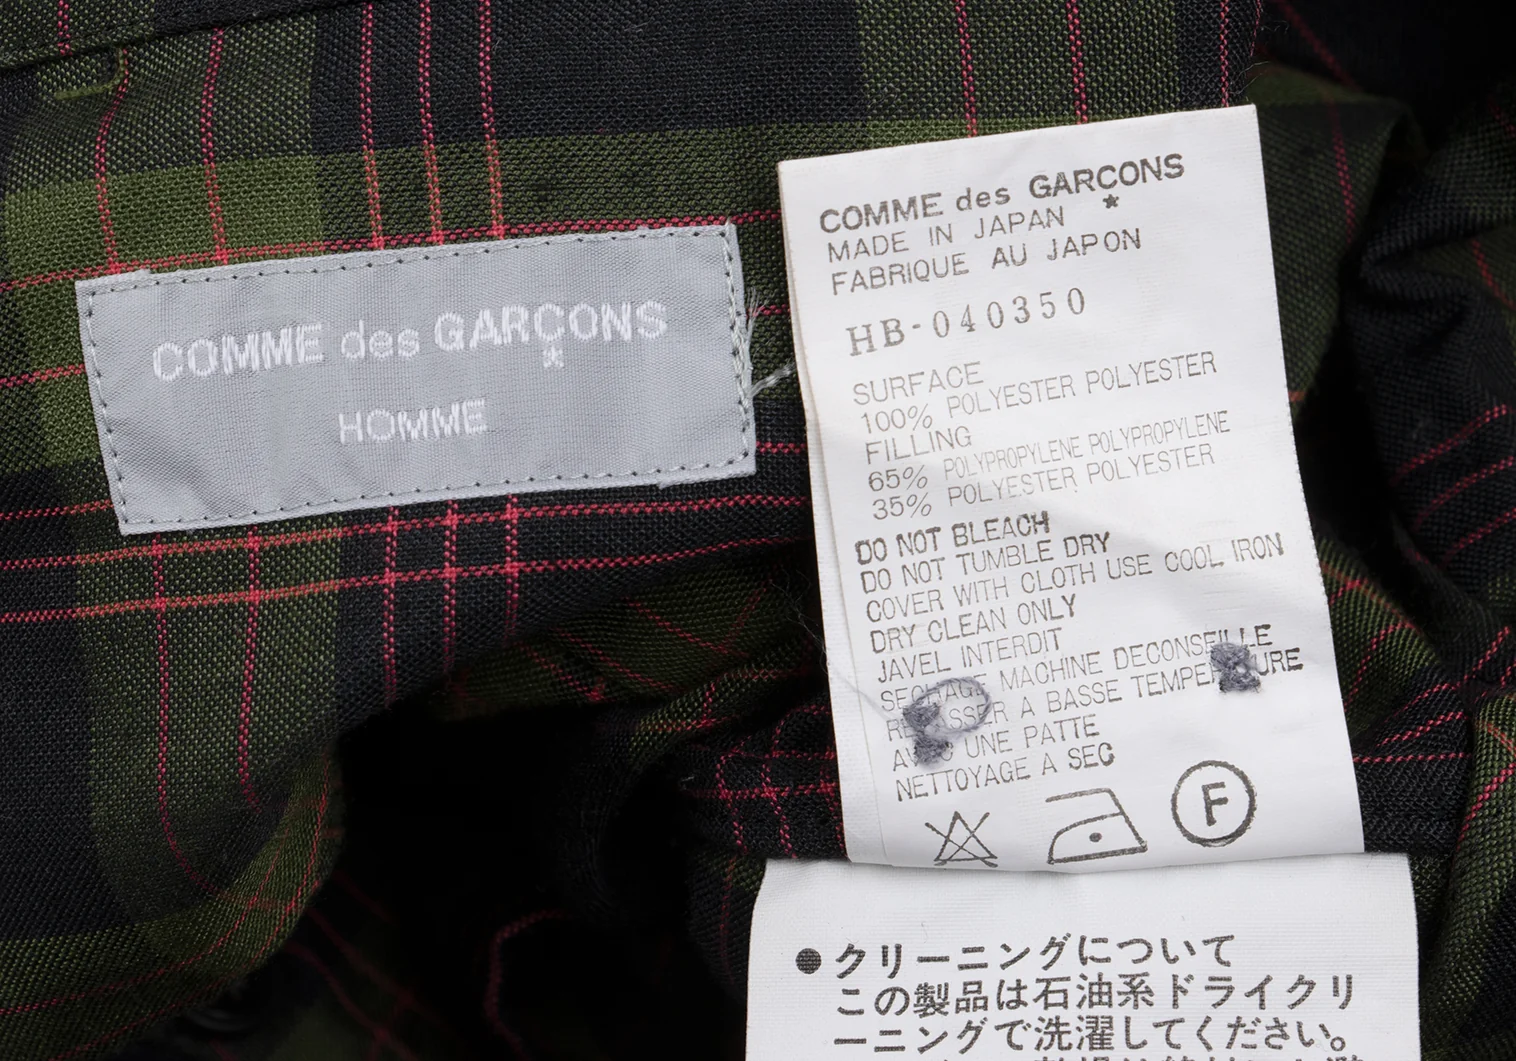 COMME des GARÇONS
HOMME
COMME des GARÇONS
MADE IN JAPAN
FABRIQUE AU JAPON
HB-040350
SURFACE
100% POLYESTER POLYESTER
FILLING
65% POLYPROPYLENE POLYPROPYLENE
35% POLYESTER POLYESTER
DO NOT BLEACH
DO NOT TUMBLE DRY
COVER WITH CLOTH USE COOL IRON
DRY CLEAN ONLY
JAVEL INTERDIT
SECHAGE MACHINE DECONSEILLE
A BASSE TEMPERATURE
UNE PATTE
NETTOYAGE A SEC
F
●クリーニングについて
この製品は石油系ドライクリ
ーニングで洗濯してください。